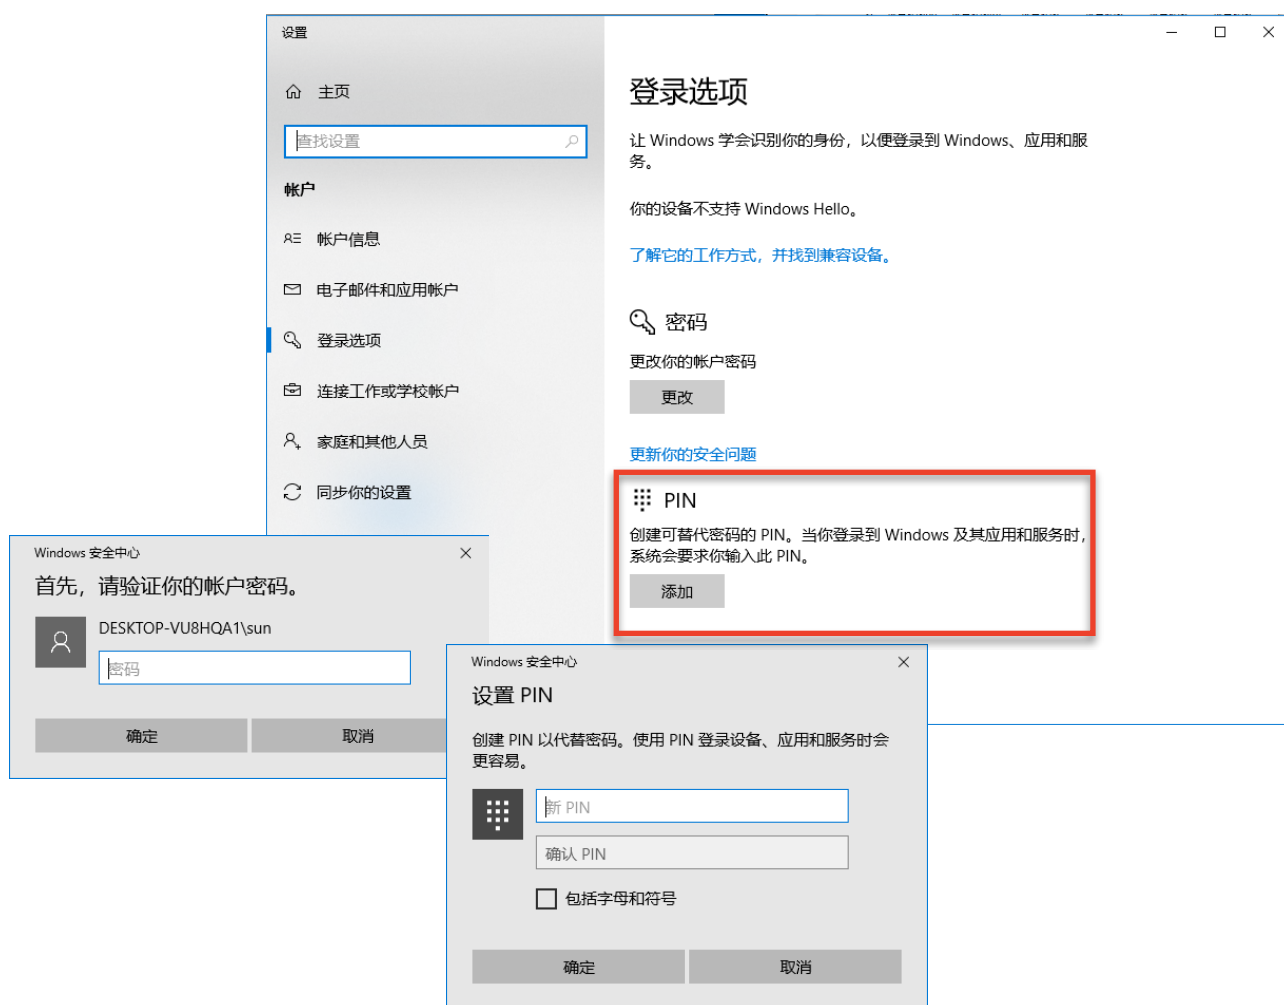 设置
主页
查找设置
帐户
帐户信息
电子邮件和应用帐户
登录选项
连接工作或学校帐户
家庭和其他人员
同步你的设置
登录选项
让 Windows 学会识别你的身份，以便登录到 Windows、应用和服
务。
你的设备不支持 Windows Hello。
了解它的工作方式，并找到兼容设备。
密码
更改你的帐户密码
更改
更新你的安全问题
PIN
创建可替代密码的 PIN。当你登录到 Windows 及其应用和服务时，
系统会要求你输入此 PIN。
添加
Windows 安全中心
首先，请验证你的帐户密码。
DESKTOP-VU8HQA1\sun
密码
确定
取消
Windows 安全中心
设置 PIN
创建 PIN 以代替密码。使用 PIN 登录设备、应用和服务时会
更容易。
新 PIN
确认 PIN
包括字母和符号
确定
取消